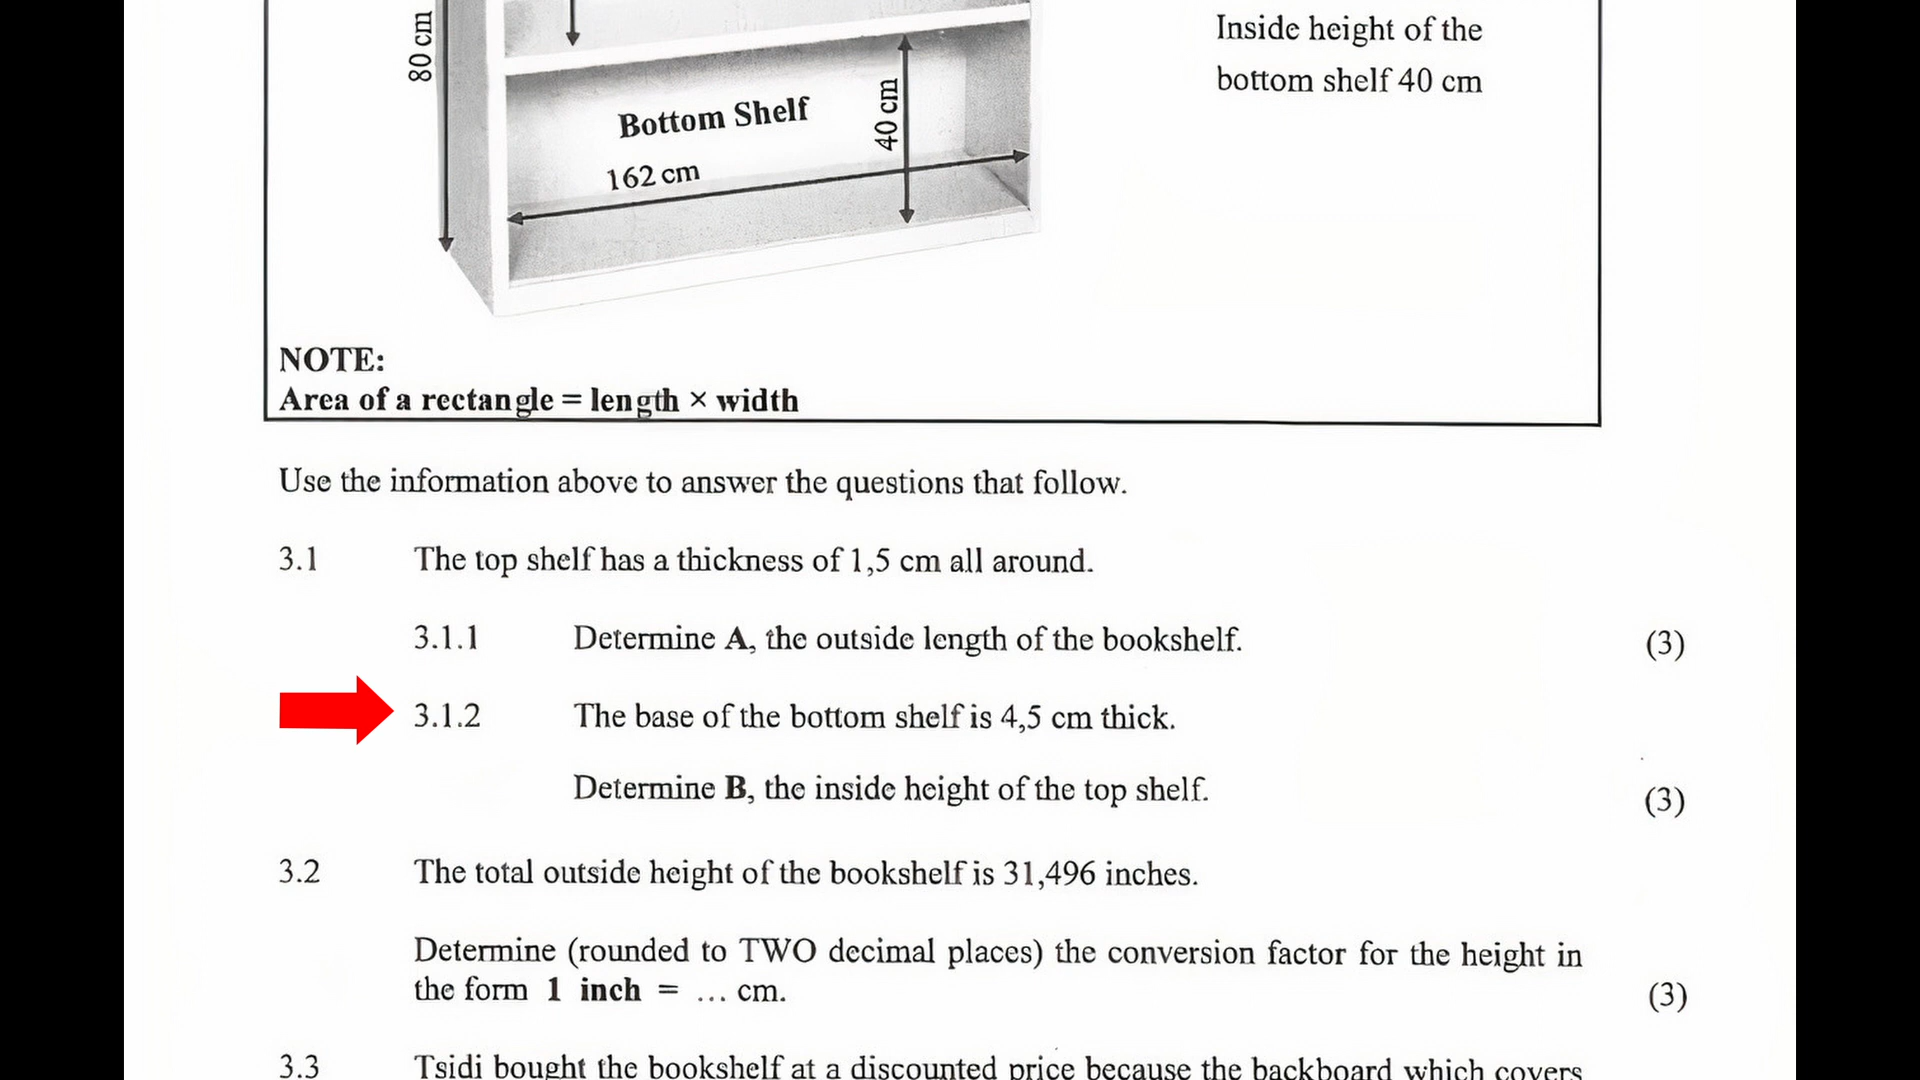 80 cm
Inside height of the
bottom shelf 40 cm
Bottom Shelf
40 cm
162 cm
NOTE:
Area of a rectangle = length × width
Use the information above to answer the questions that follow.
3.1 The top shelf has a thickness of 1,5 cm all around.
3.1.1 Determine A, the outside length of the bookshelf. (3)
3.1.2 The base of the bottom shelf is 4,5 cm thick.
Determine B, the inside height of the top shelf. (3)
3.2 The total outside height of the bookshelf is 31,496 inches.
Determine (rounded to TWO decimal places) the conversion factor for the height in
the form 1 inch = ... cm. (3)
3.3 Tsidi bought the bookshelf at a discounted price because the backboard which covers